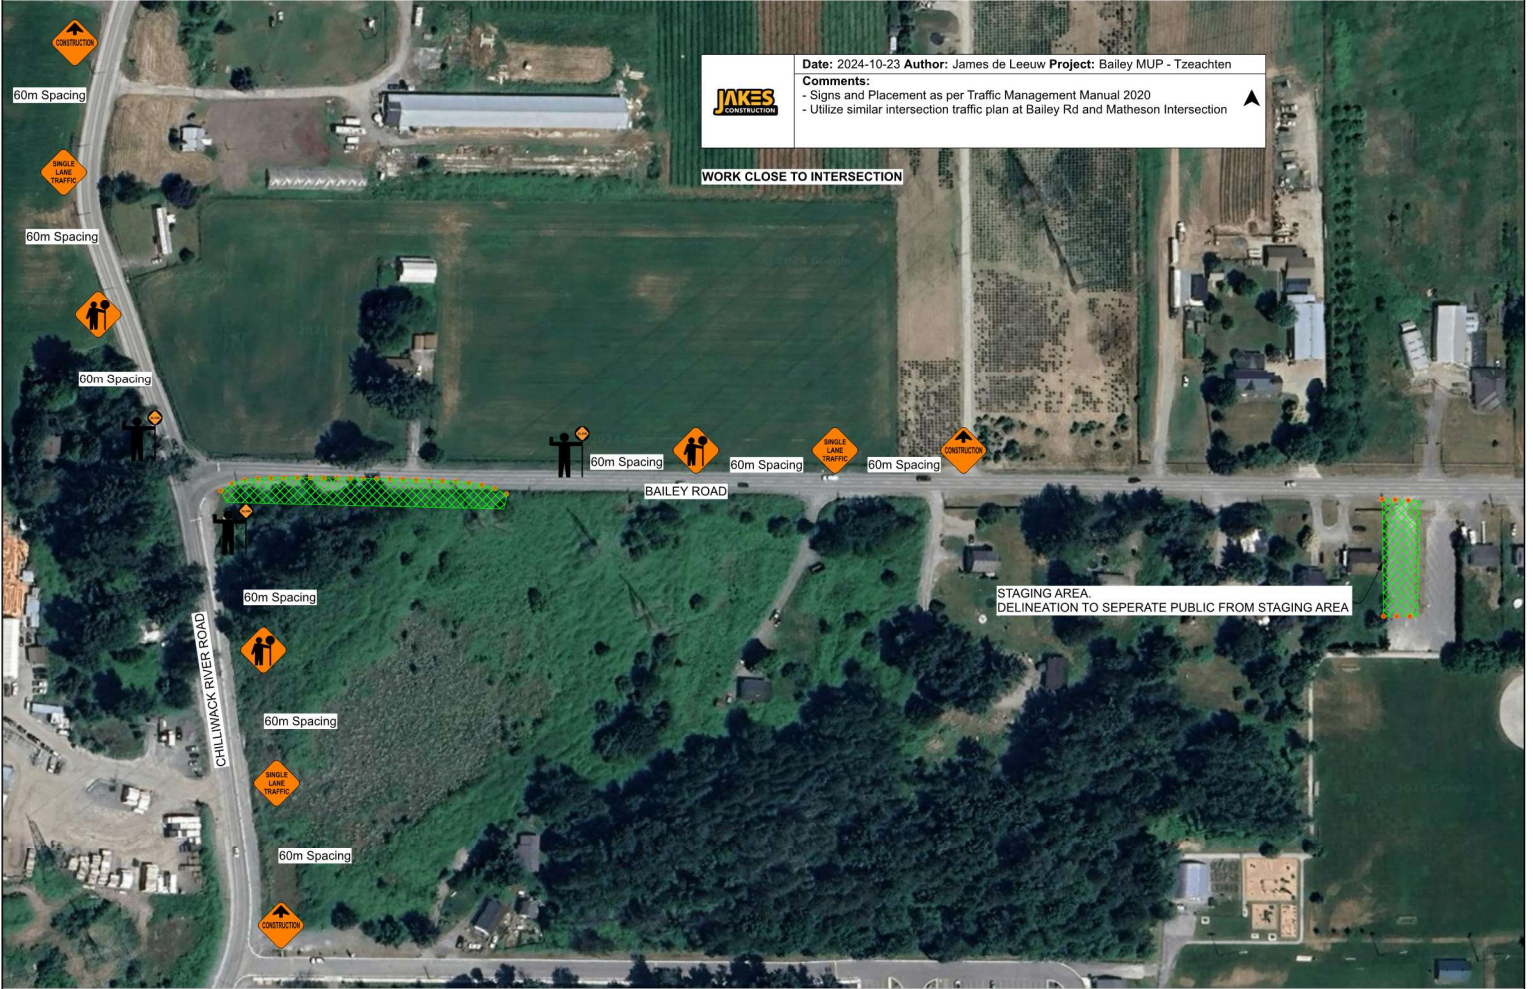 CONSTRUCTION
60m Spacing
SINGLE
LANE
TRAFFIC
60m Spacing
60m Spacing
JAKES
CONSTRUCTION
Date: 2024-10-23 Author: James de Leeuw Project: Bailey MUP - Tzeachten
Comments:
- Signs and Placement as per Traffic Management Manual 2020
- Utilize similar intersection traffic plan at Bailey Rd and Matheson Intersection
WORK CLOSE TO INTERSECTION
60m Spacing
60m Spacing
SINGLE
LANE
TRAFFIC
60m Spacing
CONSTRUCTION
BAILEY ROAD
STAGING AREA.
DELINEATION TO SEPERATE PUBLIC FROM STAGING AREA
60m Spacing
CHILLIWACK RIVER ROAD
60m Spacing
SINGLE
LANE
TRAFFIC
60m Spacing
CONSTRUCTION